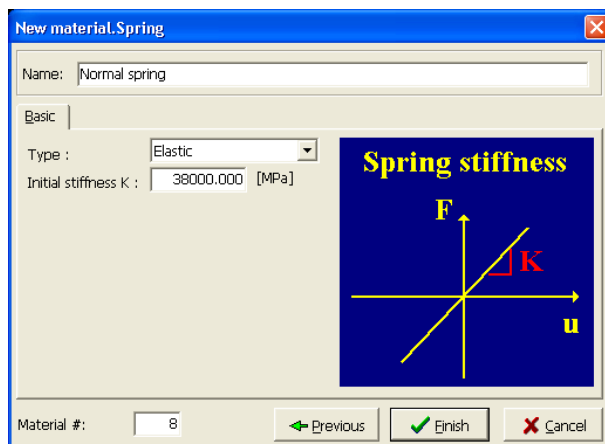 New material.Spring
Name: Normal spring
Basic
Type : Elastic
Initial stiffness K : 38000.000 [MPa]
Spring stiffness
F
K
u
Material #: 8 Previous Finish Cancel